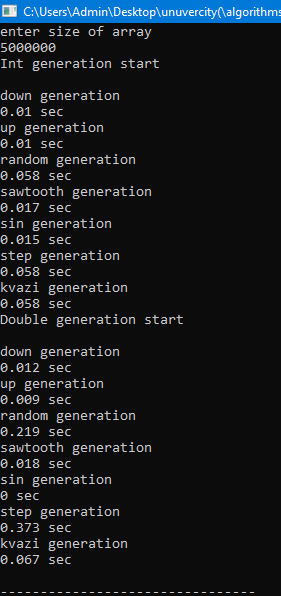 C:\Users\Admin\Desktop\unuvercity(\algorithms
enter size of array
5000000
Int generation start
down generation
0.01 sec
up generation
0.01 sec
random generation
0.058 sec
sawtooth generation
0.017 sec
sin generation
0.015 sec
step generation
0.058 sec
kvazi generation
0.058 sec
Double generation start
down generation
0.012 sec
up generation
0.009 sec
random generation
0.219 sec
sawtooth generation
0.018 sec
sin generation
0 sec
step generation
0.373 sec
kvazi generation
0.067 sec
--------------------------------